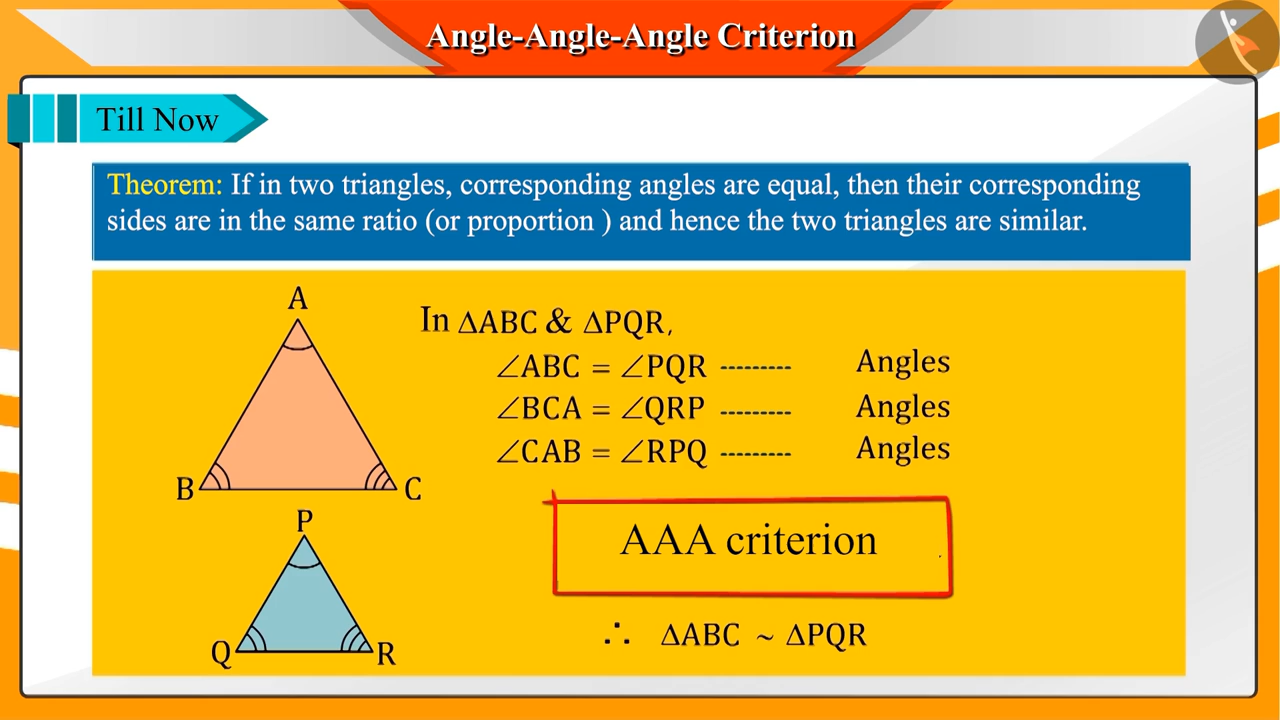 Angle-Angle-Angle Criterion
Till Now
Theorem: If in two triangles, corresponding angles are equal, then their corresponding
sides are in the same ratio (or proportion ) and hence the two triangles are similar.
A
B
C
P
Q
R
In ΔABC & ΔPQR,
∠ABC = ∠PQR --------- Angles
∠BCA = ∠QRP --------- Angles
∠CAB = ∠RPQ --------- Angles
AAA criterion
∴ ΔABC ~ ΔPQR